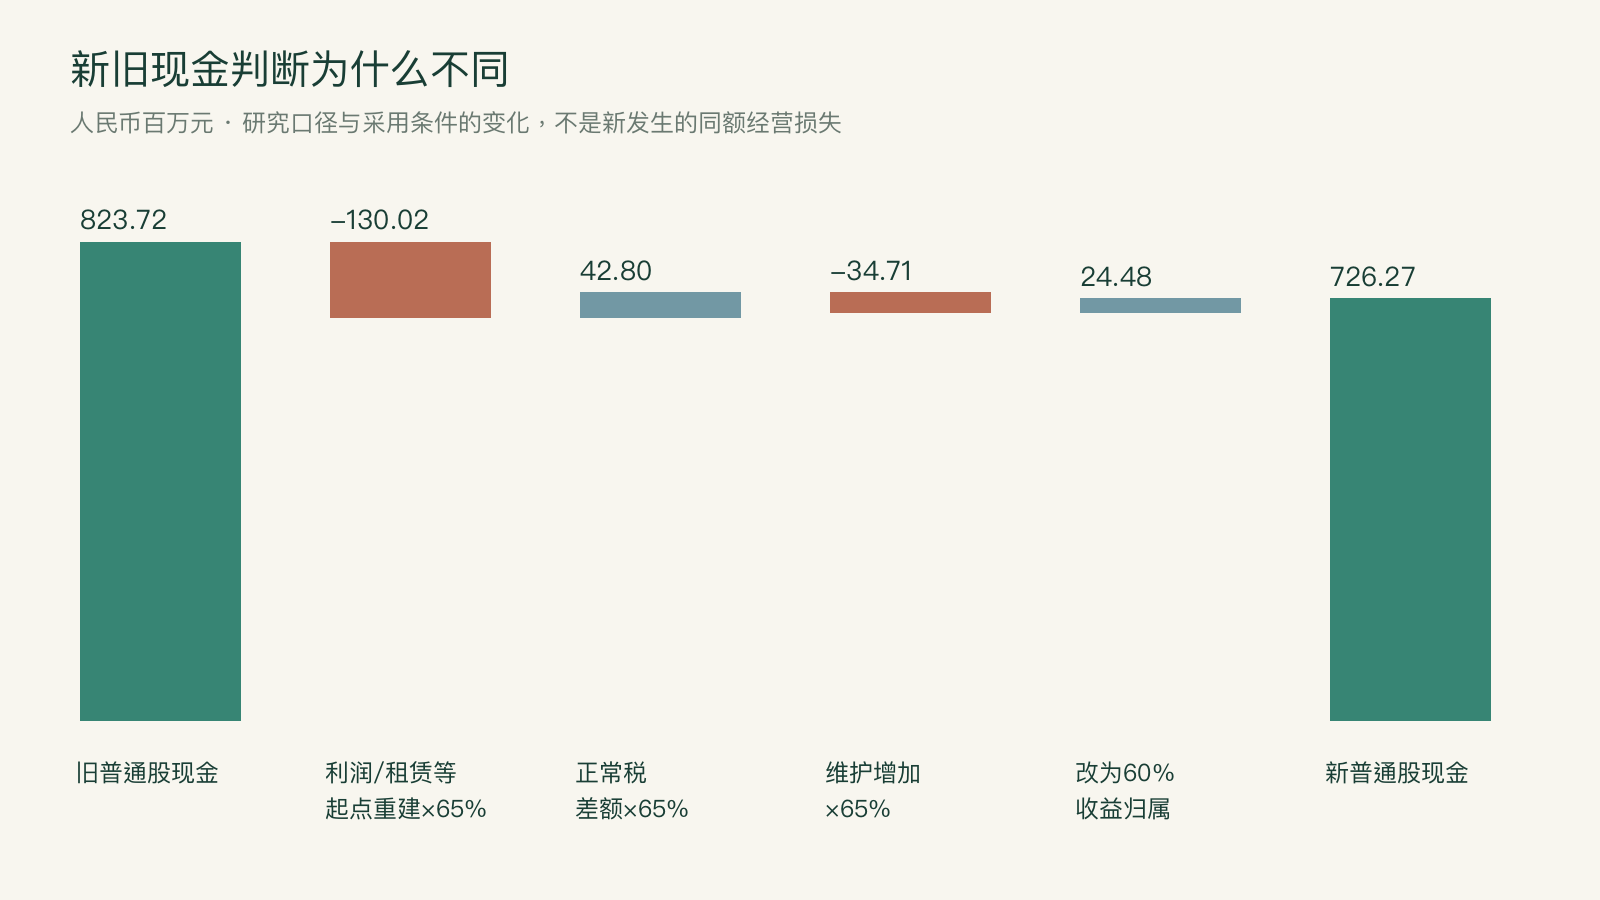 新旧现金判断为什么不同
人民币百万元 · 研究口径与采用条件的变化，不是新发生的同额经营损失
823.72
−130.02
42.80
−34.71
24.48
726.27
旧普通股现金
利润/租赁等
起点重建×65%
正常税
差额×65%
维护增加
×65%
改为60%
收益归属
新普通股现金